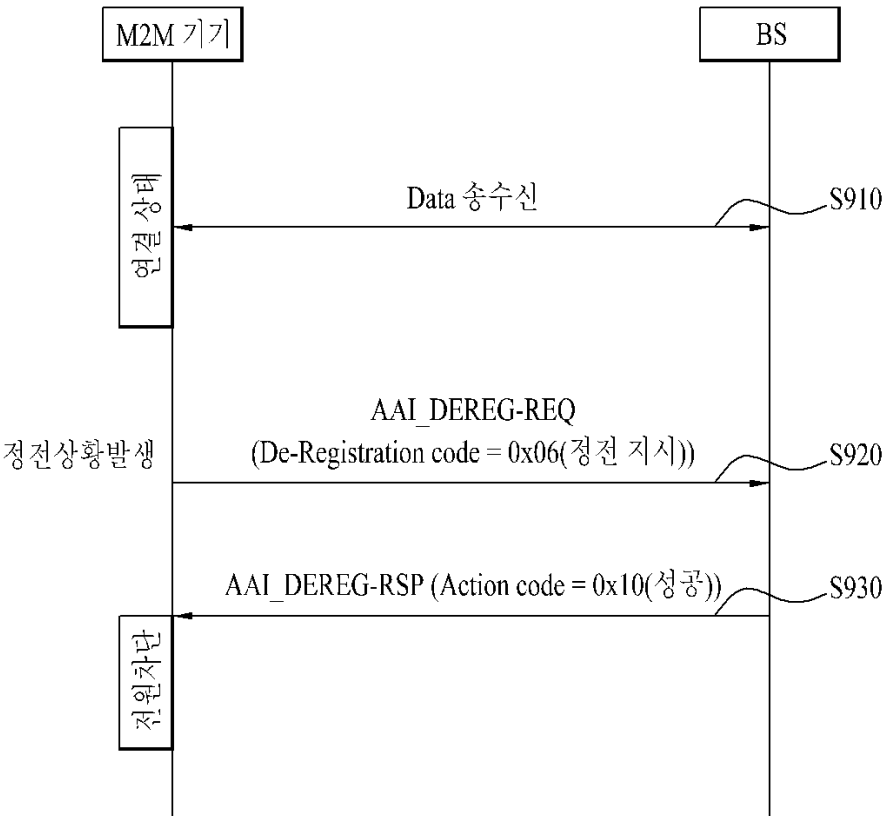 M2M 기기
BS
연결 상태
Data 송수신
S910
AAI_DEREG-REQ
정전상황발생
(De-Registration code = 0x06(정전 지시))
S920
AAI_DEREG-RSP (Action code = 0x10(성공))
S930
전원차단